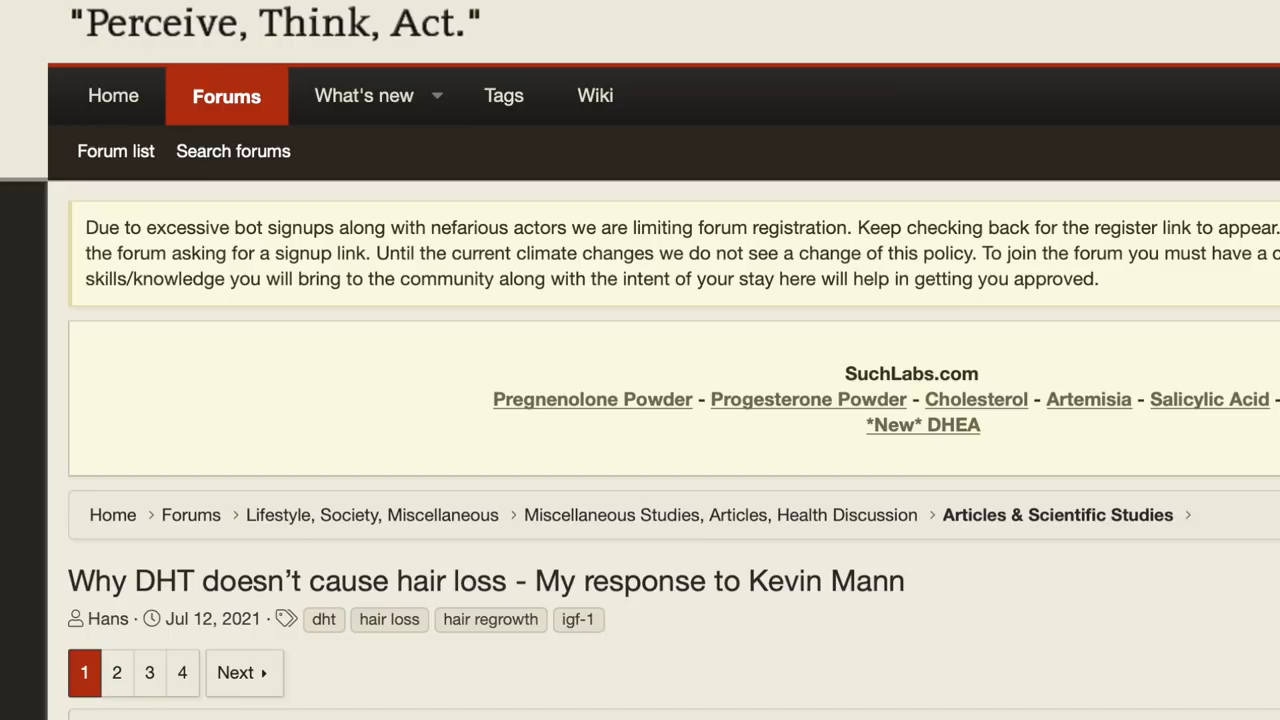 "Perceive, Think, Act."
Home Forums What's new Tags Wiki
Forum list Search forums
Due to excessive bot signups along with nefarious actors we are limiting forum registration. Keep checking back for the register link to appear.
the forum asking for a signup link. Until the current climate changes we do not see a change of this policy. To join the forum you must have a
skills/knowledge you will bring to the community along with the intent of your stay here will help in getting you approved.
SuchLabs.com
Pregnenolone Powder - Progesterone Powder - Cholesterol - Artemisia - Salicylic Acid -
*New* DHEA
Home > Forums > Lifestyle, Society, Miscellaneous > Miscellaneous Studies, Articles, Health Discussion > Articles & Scientific Studies >
Why DHT doesn’t cause hair loss - My response to Kevin Mann
Hans · Jul 12, 2021 · dht hair loss hair regrowth igf-1
1 2 3 4 Next